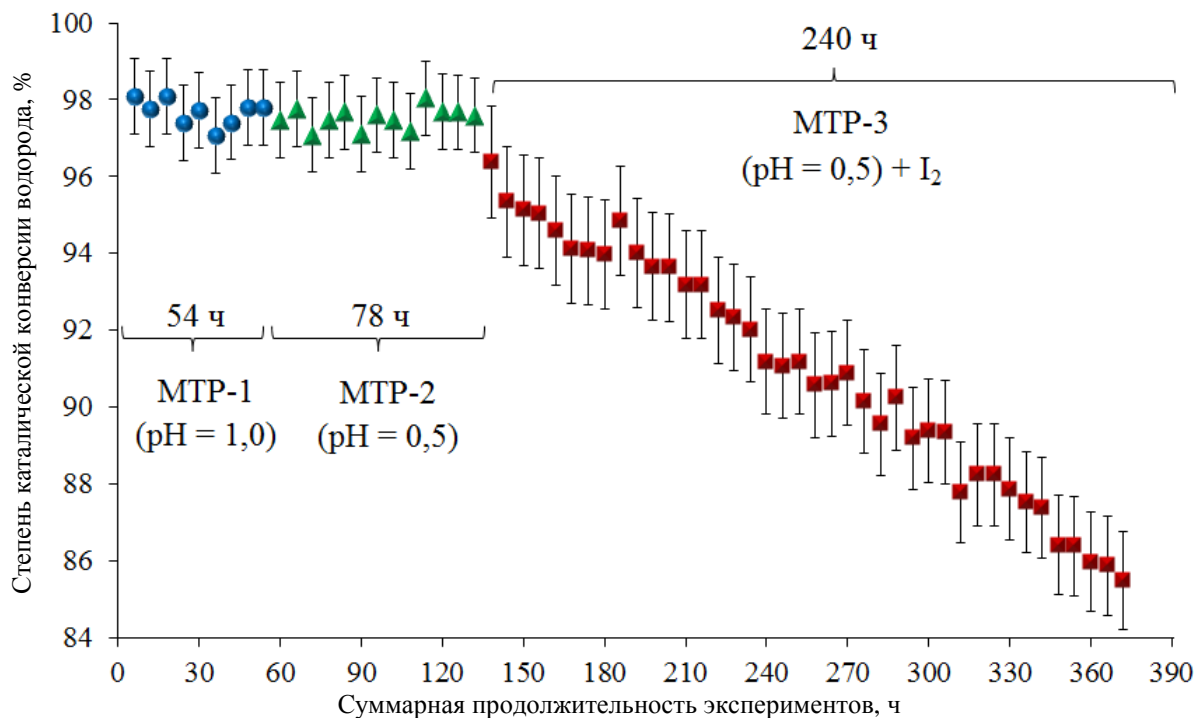 Степень каталической конверсии водорода, %
100
98
96
94
92
90
88
86
84
54 ч
МТР-1
(pH = 1,0)
78 ч
МТР-2
(pH = 0,5)
240 ч
МТР-3
(pH = 0,5) + I₂
0 30 60 90 120 150 180 210 240 270 300 330 360 390
Суммарная продолжительность экспериментов, ч